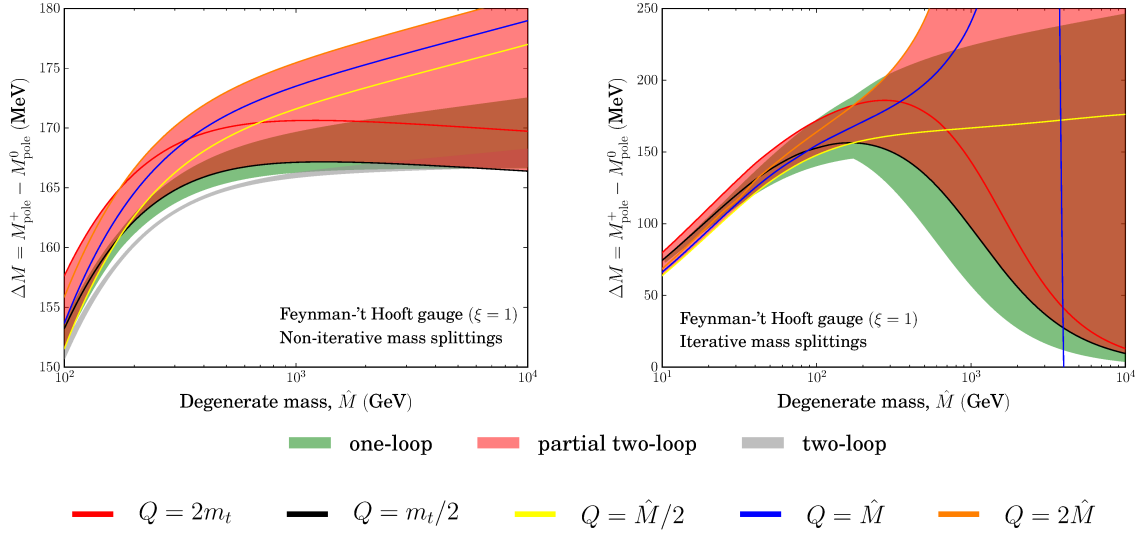 180
175
170
165
160
155
150
ΔM = M⁺pole − M⁰pole (MeV)
Feynman-'t Hooft gauge (ξ = 1)
Non-iterative mass splittings
10² 10³ 10⁴
Degenerate mass, M̂ (GeV)
250
200
150
100
50
0
ΔM = M⁺pole − M⁰pole (MeV)
Feynman-'t Hooft gauge (ξ = 1)
Iterative mass splittings
10¹ 10² 10³ 10⁴
Degenerate mass, M̂ (GeV)
one-loop partial two-loop two-loop
Q = 2mₜ Q = mₜ/2 Q = M̂/2 Q = M̂ Q = 2M̂